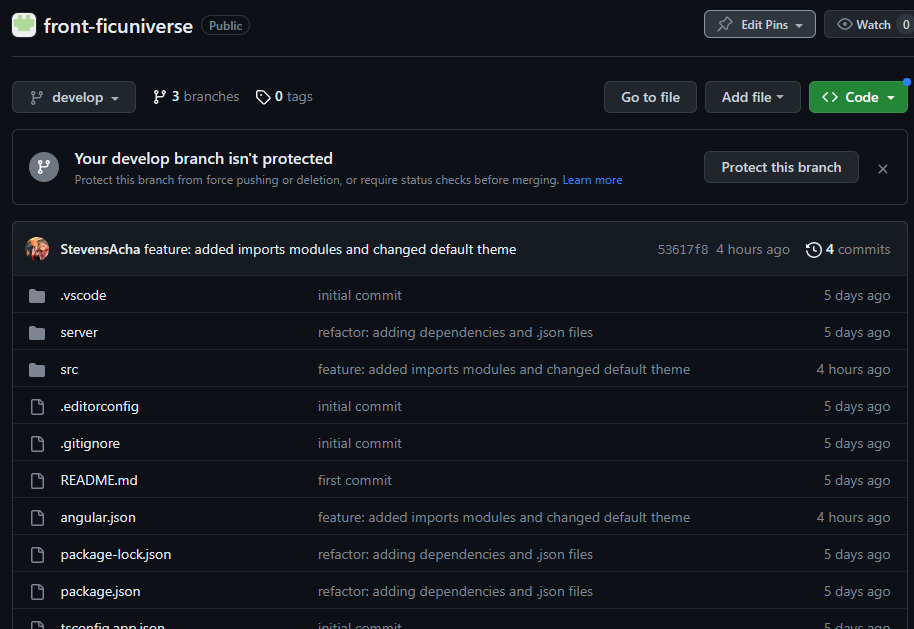 front-ficuniverse Public Edit Pins Watch 0
develop 3 branches 0 tags Go to file Add file Code
Your develop branch isn't protected
Protect this branch from force pushing or deletion, or require status checks before merging. Learn more
Protect this branch
StevensAcha feature: added imports modules and changed default theme 53617f8 4 hours ago 4 commits
.vscode initial commit 5 days ago
server refactor: adding dependencies and .json files 5 days ago
src feature: added imports modules and changed default theme 4 hours ago
.editorconfig initial commit 5 days ago
.gitignore initial commit 5 days ago
README.md first commit 5 days ago
angular.json feature: added imports modules and changed default theme 4 hours ago
package-lock.json refactor: adding dependencies and .json files 5 days ago
package.json refactor: adding dependencies and .json files 5 days ago
tsconfig.app.json initial commit 5 days ago